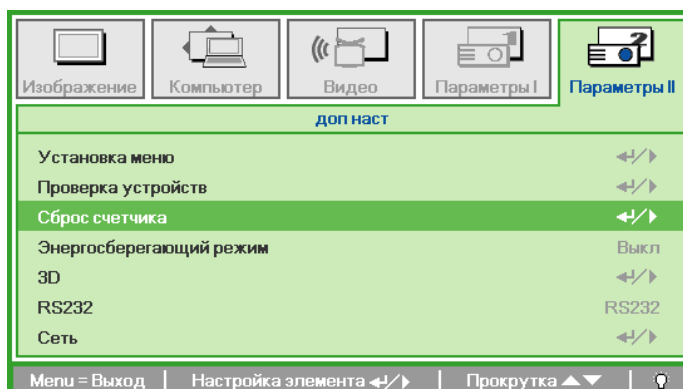 Изображение Компьютер Видео Параметры I Параметры II
доп наст
Установка меню
Проверка устройств
Сброс счетчика
Энергосберегающий режим Выкл
3D
RS232 RS232
Сеть
Menu = Выход | Настройка элемента ↵/▶ | Прокрутка ▲▼